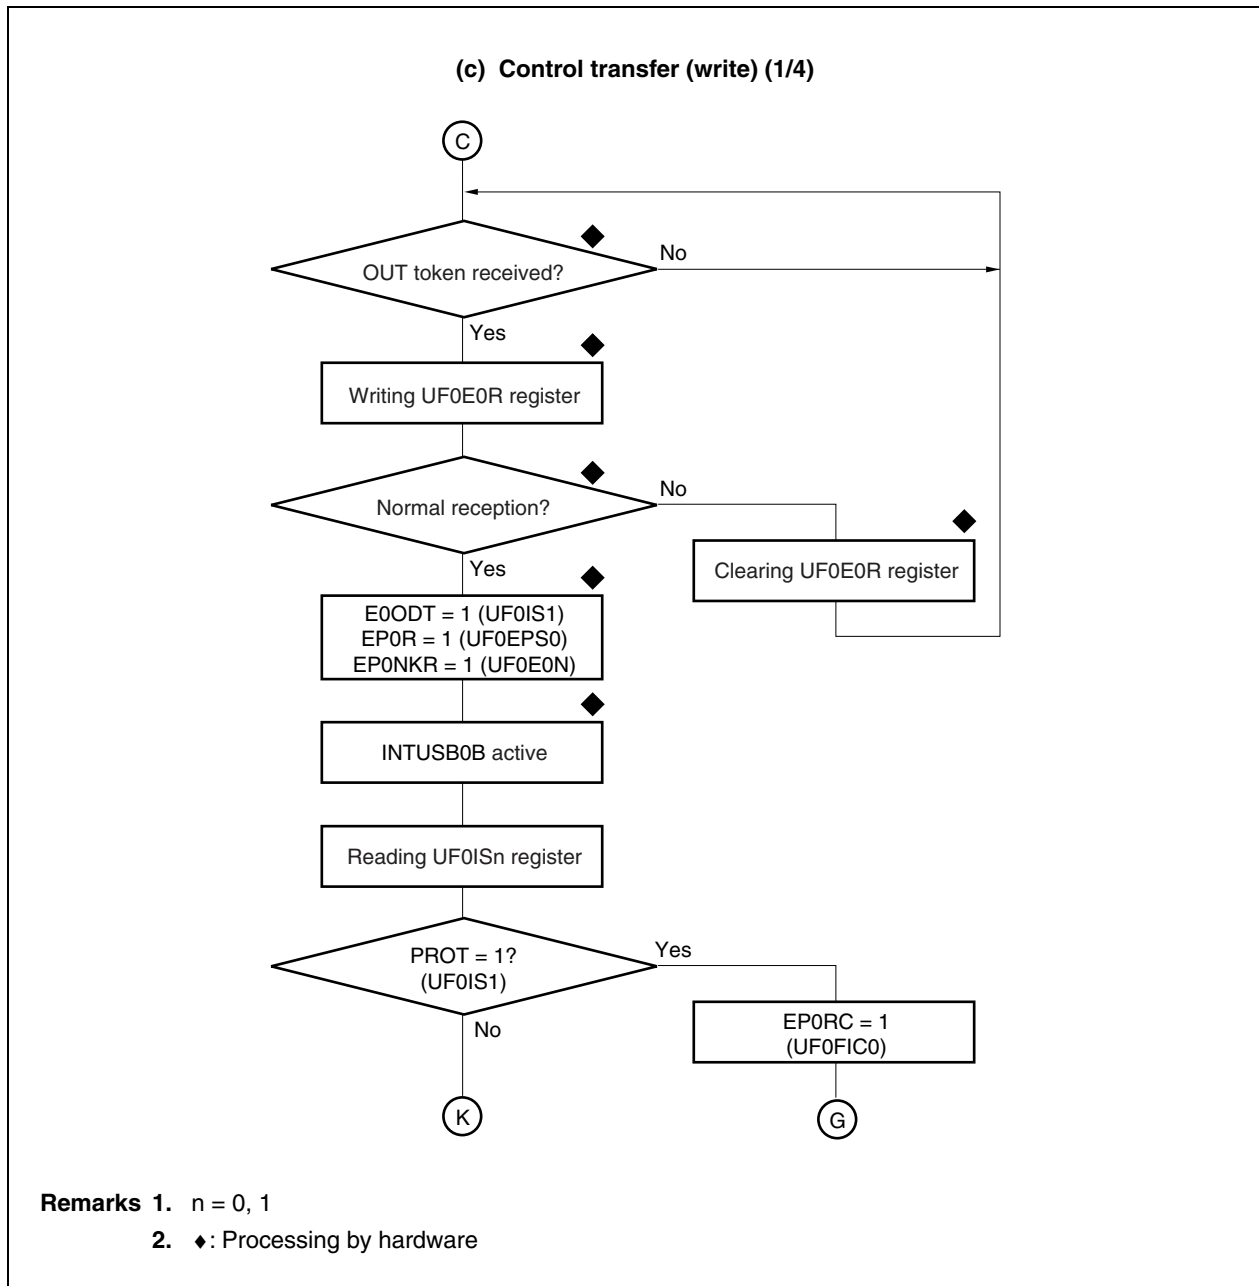 (c) Control transfer (write) (1/4)
C
OUT token received?
No
Yes
Writing UF0E0R register
Normal reception?
No
Clearing UF0E0R register
Yes
E0ODT = 1 (UF0IS1)
EP0R = 1 (UF0EPS0)
EP0NKR = 1 (UF0E0N)
INTUSB0B active
Reading UF0ISn register
PROT = 1?
(UF0IS1)
Yes
No
EP0RC = 1
(UF0FIC0)
K
G
Remarks 1. n = 0, 1
2. ♦: Processing by hardware